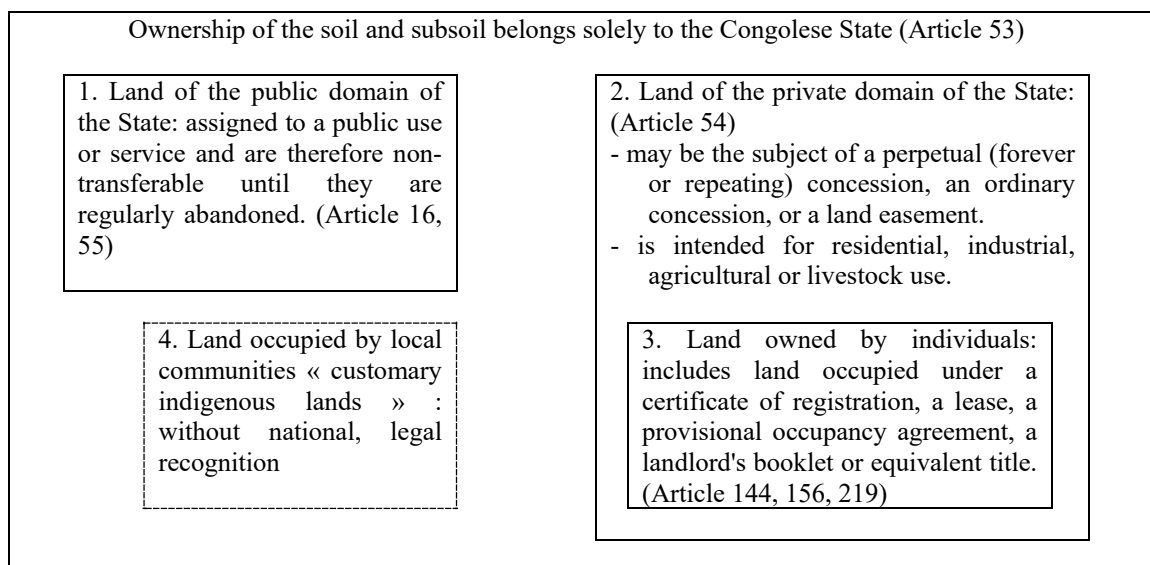 Ownership of the soil and subsoil belongs solely to the Congolese State (Article 53)
1. Land of the public domain of
the State: assigned to a public use
or service and are therefore non-
transferable until they are
regularly abandoned. (Article 16,
55)
2. Land of the private domain of the State:
(Article 54)
- may be the subject of a perpetual (forever
or repeating) concession, an ordinary
concession, or a land easement.
- is intended for residential, industrial,
agricultural or livestock use.
3. Land owned by individuals:
includes land occupied under a
certificate of registration, a lease, a
provisional occupancy agreement, a
landlord's booklet or equivalent title.
(Article 144, 156, 219)
4. Land occupied by local
communities « customary
indigenous lands » :
without national, legal
recognition